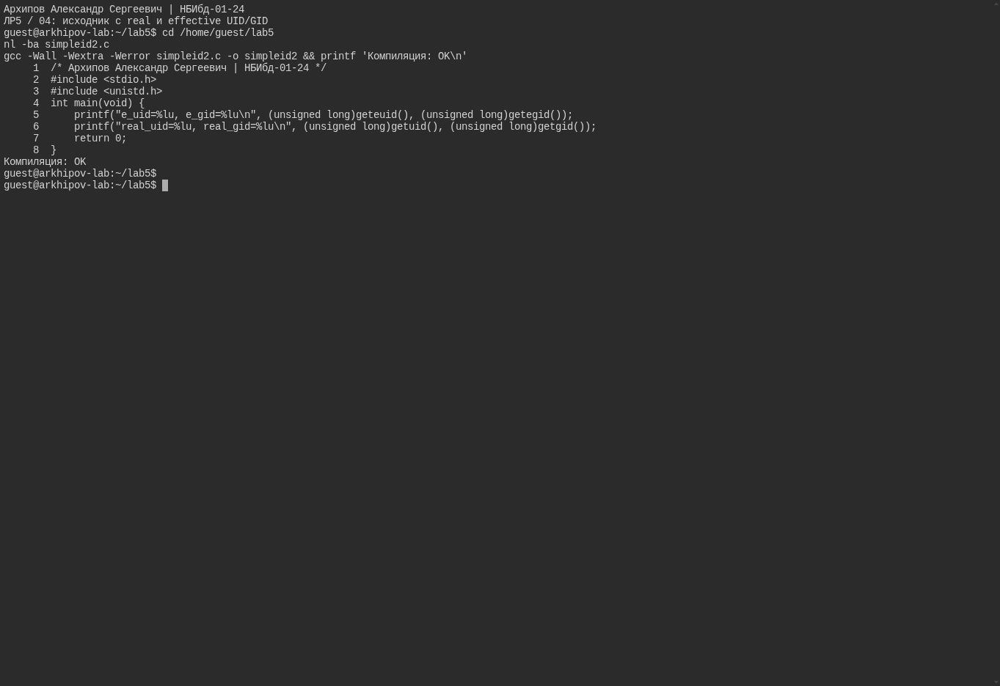 Архипов Александр Сергеевич | НБИбд-01-24
ЛР5 / 04: исходник с real и effective UID/GID
guest@arkhipov-lab:~/lab5$ cd /home/guest/lab5
nl -ba simpleid2.c
gcc -Wall -Wextra -Werror simpleid2.c -o simpleid2 && printf 'Компиляция: OK\n'
     1  /* Архипов Александр Сергеевич | НБИбд-01-24 */
     2  #include <stdio.h>
     3  #include <unistd.h>
     4  int main(void) {
     5      printf("e_uid=%lu, e_gid=%lu\n", (unsigned long)geteuid(), (unsigned long)getegid());
     6      printf("real_uid=%lu, real_gid=%lu\n", (unsigned long)getuid(), (unsigned long)getgid());
     7      return 0;
     8  }
Компиляция: OK
guest@arkhipov-lab:~/lab5$
guest@arkhipov-lab:~/lab5$